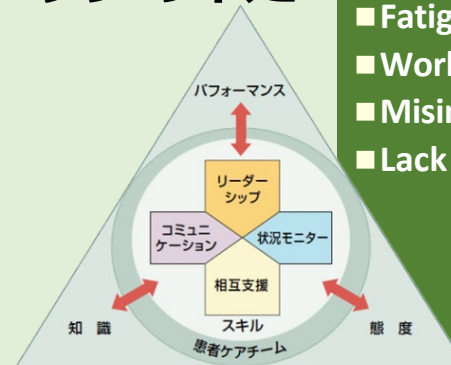 ■Fatig
■Work
■Lack
パフォーマンス
リーダー
シップ
コミュニ
ケーション
状況モニター
相互支援
スキル
知 識
態 度
患者ケアチーム